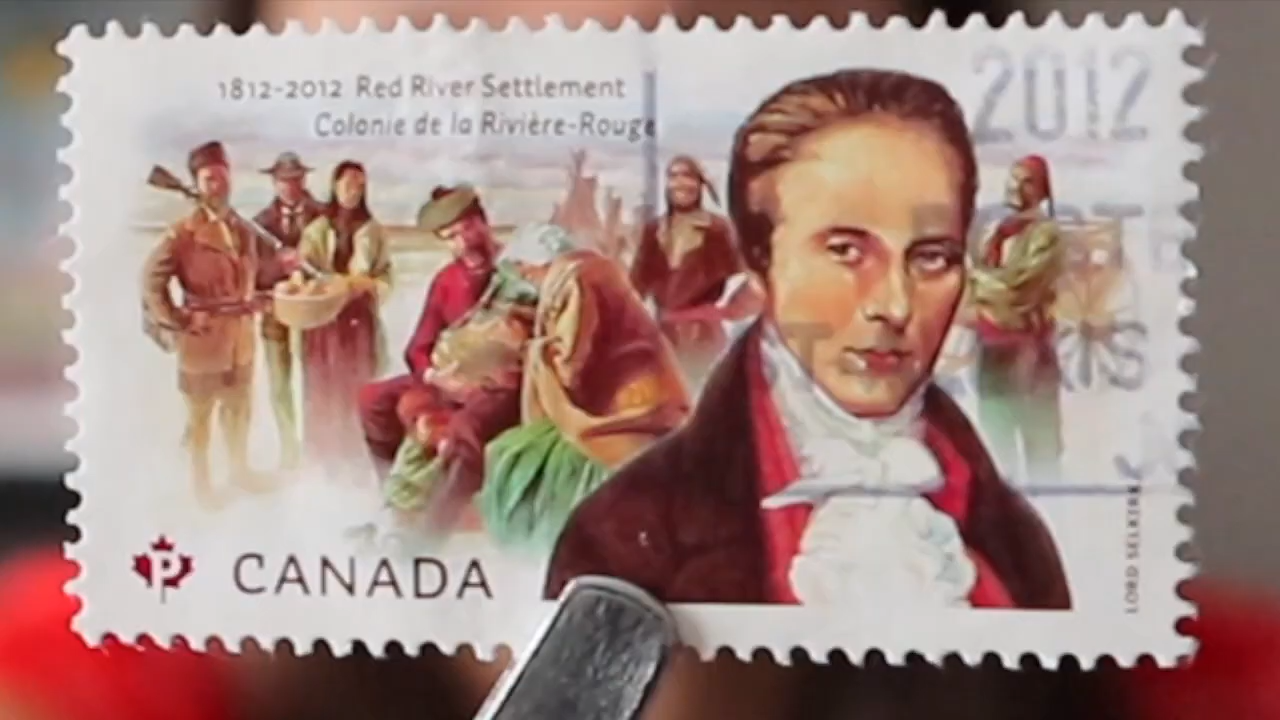 1812-2012 Red River Settlement
Colonie de la Rivière-Rouge
2012
P CANADA
LORD SELKIRK